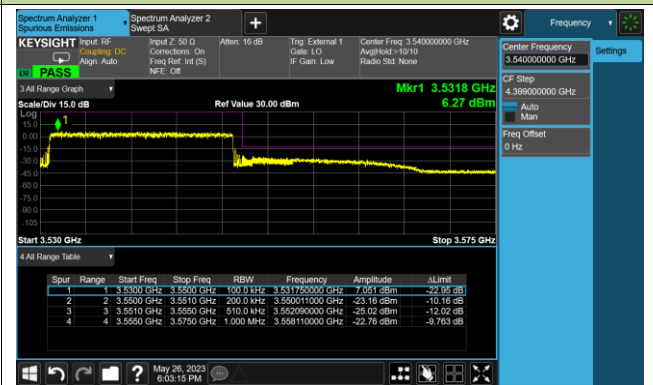 Spectrum Analyzer 1
Spurious Emissions
Spectrum Analyzer 2
Swept SA
+
Frequency
KEYSIGHT
Input: RF
Coupling: DC
Align: Auto
Input Z: 50 Ω
Corrections: On
Freq Ref: Int (S)
NFE: Off
Atten: 16 dB
Trig: External 1
Gate: LO
IF Gain: Low
Center Freq: 3.540000000 GHz
Avg|Hold:>10/10
Radio Std: None
PASS
Center Frequency
3.540000000 GHz
Settings
CF Step
4.399000000 GHz
Auto
Man
Freq Offset
0 Hz
3 All Range Graph
Mkr1 3.5318 GHz
Scale/Div 15.0 dB
Ref Value 30.00 dBm
6.27 dBm
Log
1
15.0
0.00
-15.0
-30.0
-45.0
-60.0
-75.0
-90.0
-105
Start 3.530 GHz
Stop 3.575 GHz
4 All Range Table
Spur Range Start Freq Stop Freq RBW Frequency Amplitude ΔLimit
1 1 3.5300 GHz 3.5500 GHz 100.0 kHz 3.531750000 GHz 7.051 dBm -22.95 dB
2 2 3.5500 GHz 3.5510 GHz 200.0 kHz 3.550011000 GHz -23.16 dBm -10.16 dB
3 3 3.5510 GHz 3.5550 GHz 510.0 kHz 3.552090000 GHz -25.02 dBm -12.02 dB
4 4 3.5550 GHz 3.5750 GHz 1.000 MHz 3.558110000 GHz -22.76 dBm -9.763 dB
?
May 26, 2023
6:03:15 PM